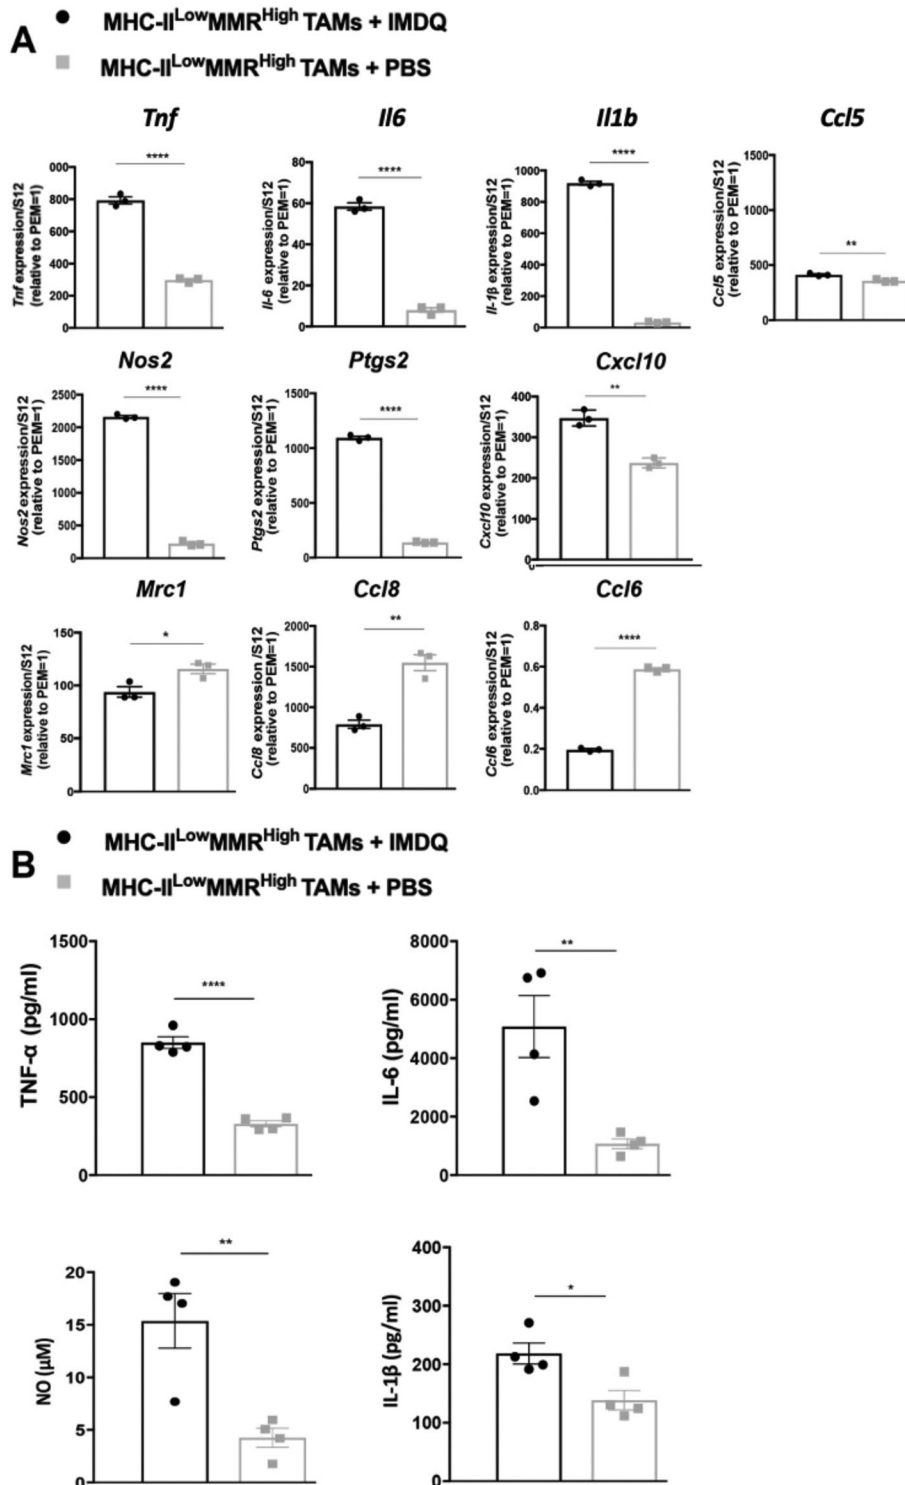 A
MHC-II^Low MMR^High TAMs + IMDQ
MHC-II^Low MMR^High TAMs + PBS
Tnf
Il6
Il1b
Ccl5
Tnf expression/S12
(relative to PEM=1)
000
800
600
400
200
0
****
Il-6 expression/S12
(relative to PEM=1)
80
60
40
20
0
****
Il-1β expression/S12
(relative to PEM=1)
1000
800
600
400
200
0
****
Ccl5 expression/S12
(relative to PEM=1)
1500
1000
500
0
**
Nos2
Ptgs2
Cxcl10
Nos2 expression/S12
(relative to PEM=1)
2500
2000
1500
1000
500
0
****
Ptgs2 expression/S12
(relative to PEM=1)
1500
1000
500
0
****
Cxcl10 expression/S12
(relative to PEM=1)
400
300
200
100
0
**
Mrc1
Ccl8
Ccl6
Mrc1 expression/S12
(relative to PEM=1)
150
100
50
0
*
Ccl8 expression /S12
(relative to PEM=1)
2000
1500
1000
500
0
**
Ccl6 expression/S12
(relative to PEM=1)
0.8
0.6
0.4
0.2
0.0
****
B
MHC-II^Low MMR^High TAMs + IMDQ
MHC-II^Low MMR^High TAMs + PBS
TNF-α (pg/ml)
1500
1000
500
0
****
IL-6 (pg/ml)
8000
6000
4000
2000
0
**
NO (μM)
20
15
10
5
0
**
IL-1β (pg/ml)
400
300
200
100
0
*